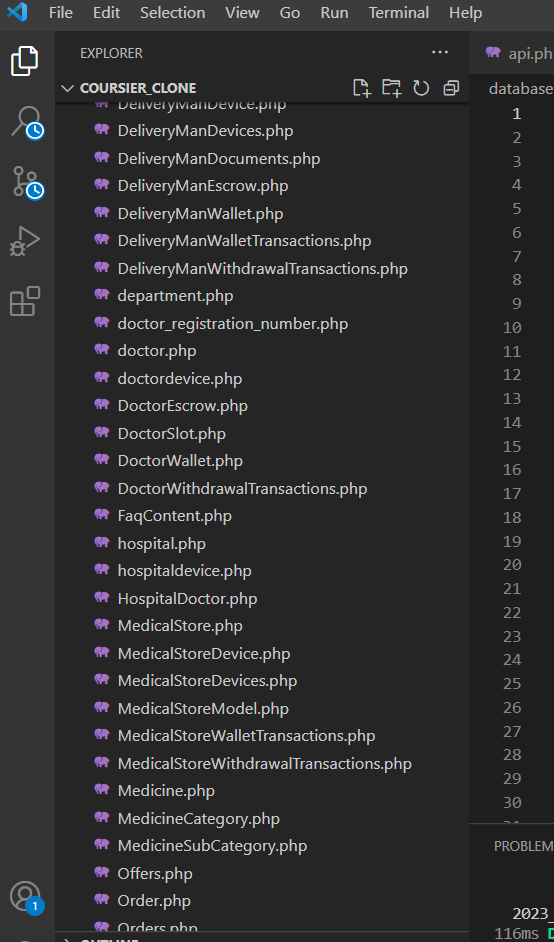 File Edit Selection View Go Run Terminal Help
EXPLORER
COURSIER_CLONE
api.ph
database
DeliveryManDevice.php
DeliveryManDevices.php
DeliveryManDocuments.php
DeliveryManEscrow.php
DeliveryManWallet.php
DeliveryManWalletTransactions.php
DeliveryManWithdrawalTransactions.php
department.php
doctor_registration_number.php
doctor.php
doctordevice.php
DoctorEscrow.php
DoctorSlot.php
DoctorWallet.php
DoctorWithdrawalTransactions.php
FaqContent.php
hospital.php
hospitaldevice.php
HospitalDoctor.php
MedicalStore.php
MedicalStoreDevice.php
MedicalStoreDevices.php
MedicalStoreModel.php
MedicalStoreWalletTransactions.php
MedicalStoreWithdrawalTransactions.php
Medicine.php
MedicineCategory.php
MedicineSubCategory.php
Offers.php
Order.php
Orders.php
OUTLINE
1
1
2
3
4
5
6
7
8
9
10
11
12
13
14
15
16
17
18
19
20
21
22
23
24
25
26
27
28
29
30
31
PROBLEM
2023_
116ms D